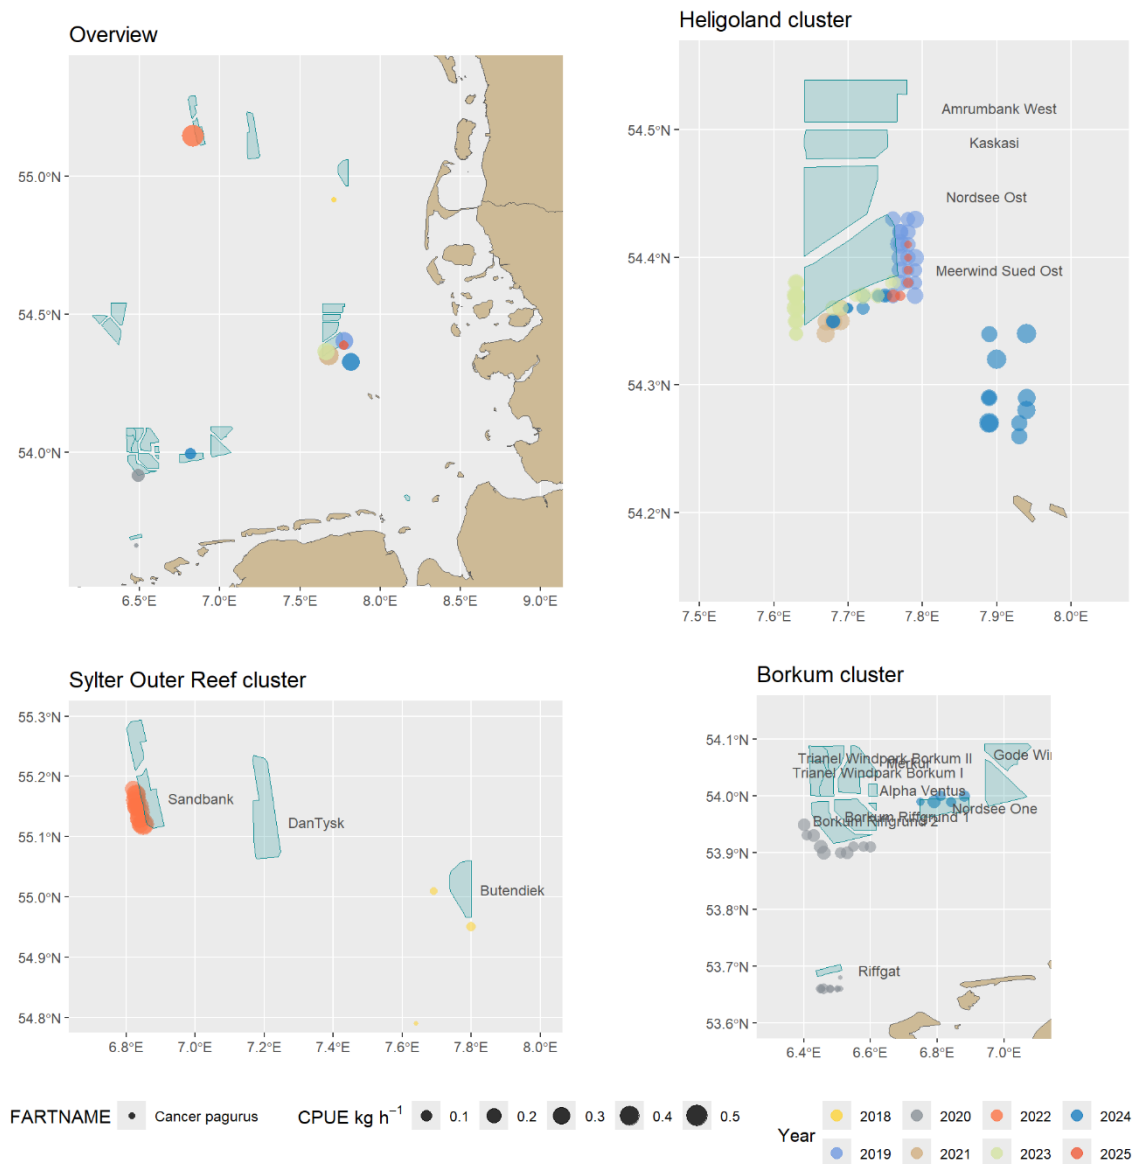 Overview
55.0°N
54.5°N
54.0°N
6.5°E 7.0°E 7.5°E 8.0°E 8.5°E 9.0°E
Heligoland cluster
54.5°N
54.4°N
54.3°N
54.2°N
Amrumbank West
Kaskasi
Nordsee Ost
Meerwind Sued Ost
7.5°E 7.6°E 7.7°E 7.8°E 7.9°E 8.0°E
Sylter Outer Reef cluster
55.3°N
55.2°N
55.1°N
55.0°N
54.9°N
54.8°N
Sandbank
DanTysk
Butendiek
6.8°E 7.0°E 7.2°E 7.4°E 7.6°E 7.8°E 8.0°E
Borkum cluster
54.1°N
54.0°N
53.9°N
53.8°N
53.7°N
53.6°N
Trianel Windpark Borkum II
Gode Wi
Merkur
Trianel Windpark Borkum I
Alpha Ventus
Nordsee One
Borkum Riffgrund 1
Borkum Riffgrund 2
Riffgat
6.4°E 6.6°E 6.8°E 7.0°E
FARTNAME Cancer pagurus CPUE kg h⁻¹ 0.1 0.2 0.3 0.4 0.5
Year
2018 2020 2022 2024
2019 2021 2023 2025